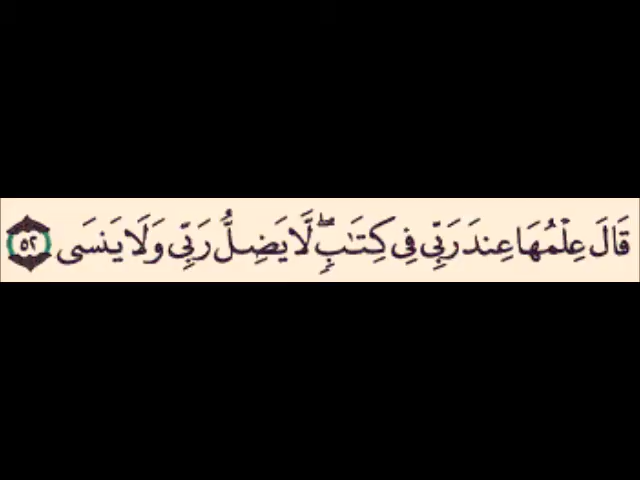 قَالَ عِلْمُهَا عِندَ رَبِّى فِى كِتَـٰبٍۢ ۖ لَّا يَضِلُّ رَبِّى وَلَا يَنسَى ٥٢